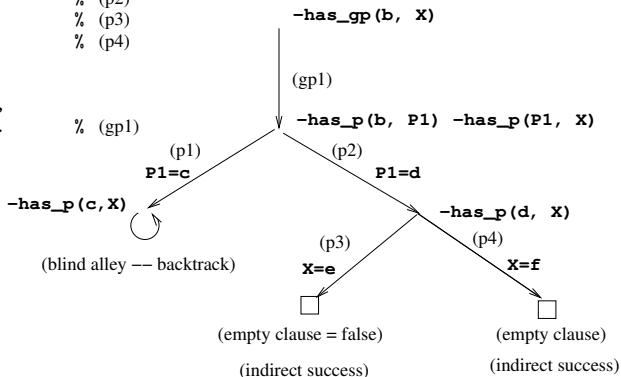 % (p2)
% (p3)
% (p4)
% (gp1)
-has_gp(b, X)
(gp1)
-has_p(b, P1) -has_p(P1, X)
(p1)
P1=c
(p2)
P1=d
-has_p(c,X)
(blind alley -- backtrack)
-has_p(d, X)
(p3)
X=e
(p4)
X=f
(empty clause = false)
(indirect success)
(empty clause)
(indirect success)